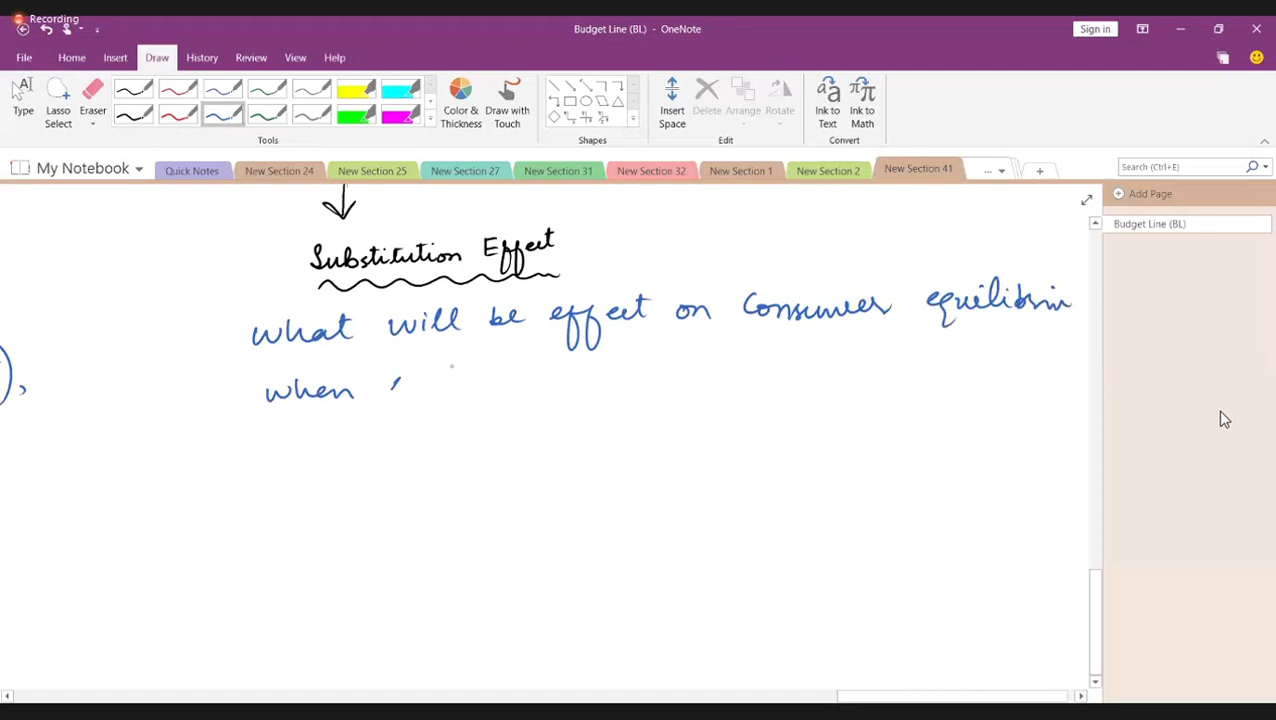 Recording
Budget Line (BL) - OneNote
Sign in
File Home Insert Draw History Review View Help
Type
Lasso Select
Eraser
Color & Thickness
Draw with Touch
Insert Space
Delete
Arrange
Rotate
Ink to Text
Ink to Math
Tools
Shapes
Edit
Convert
My Notebook
Quick Notes
New Section 24
New Section 25
New Section 27
New Section 31
New Section 32
New Section 1
New Section 2
New Section 41
...
Search (Ctrl+E)
Add Page
Budget Line (BL)
Substitution Effect
What will be effect on Consumer
when